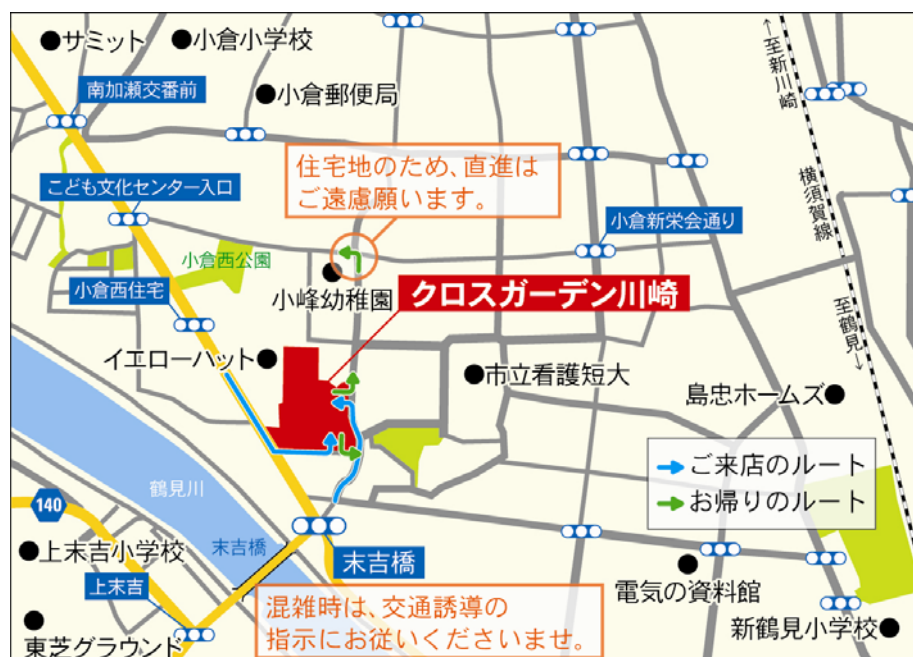 サミット
小倉小学校
南加瀬交番前
小倉郵便局
←至新川崎
横須賀線
至鶴見→
住宅地のため、直進は
ご遠慮願います。
こども文化センター入口
小倉新栄会通り
小倉西公園
小倉西住宅
小峰幼稚園
クロスガーデン川崎
イエローハット
市立看護短大
島忠ホームズ
ご来店のルート
お帰りのルート
鶴見川
140
末吉橋
上末吉小学校
末吉橋
上末吉
電気の資料館
混雑時は、交通誘導の
指示にお従いくださいませ。
東芝グラウンド
新鶴見小学校